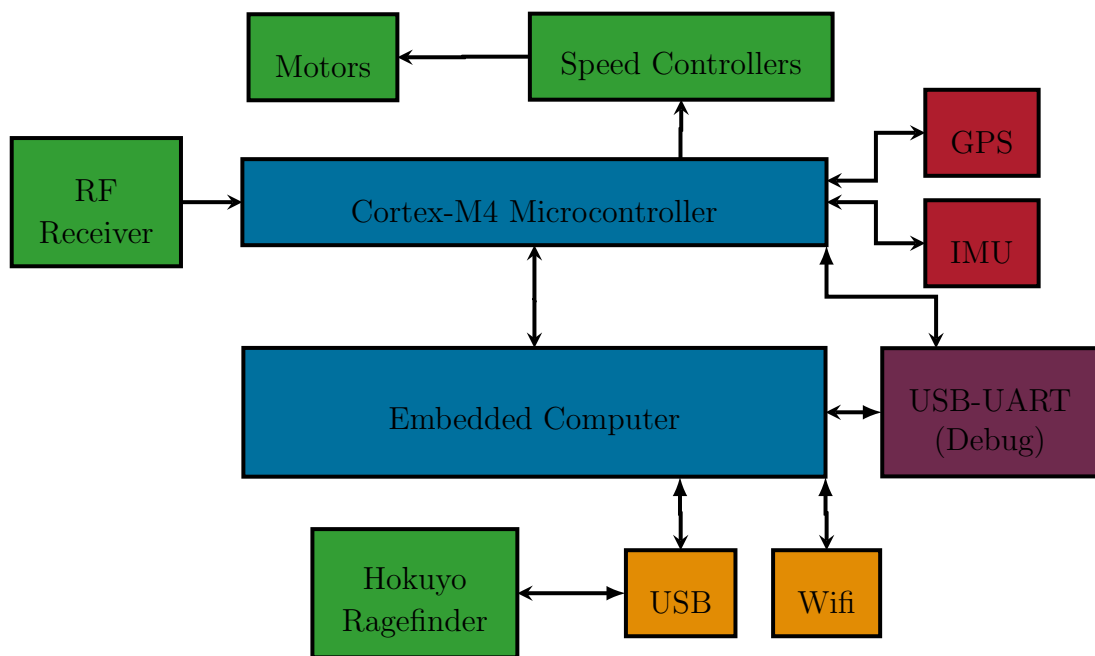 Motors
Speed Controllers
GPS
RF
Receiver
Cortex-M4 Microcontroller
IMU
Embedded Computer
USB-UART
(Debug)
Hokuyo
Ragefinder
USB
Wifi